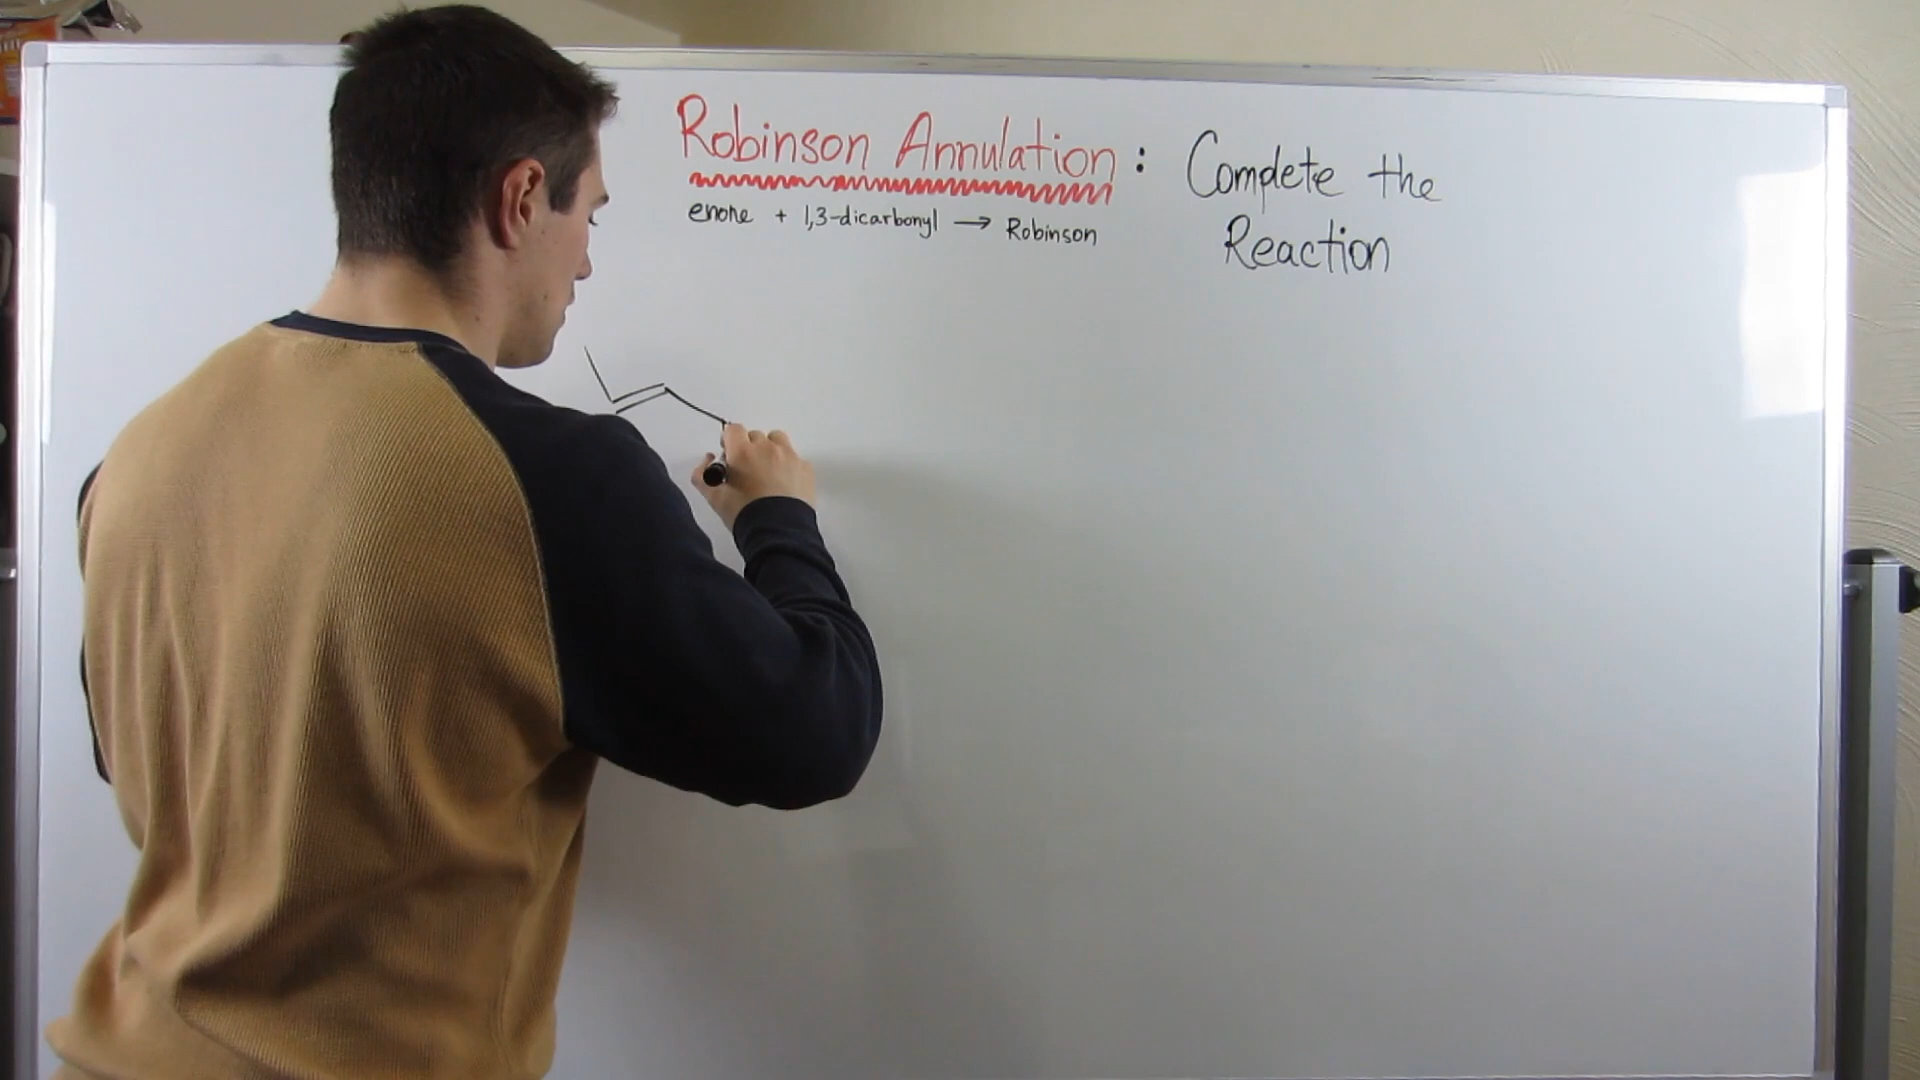 Robinson Annulation : Complete the
Reaction
enone + 1,3-dicarbonyl → Robinson